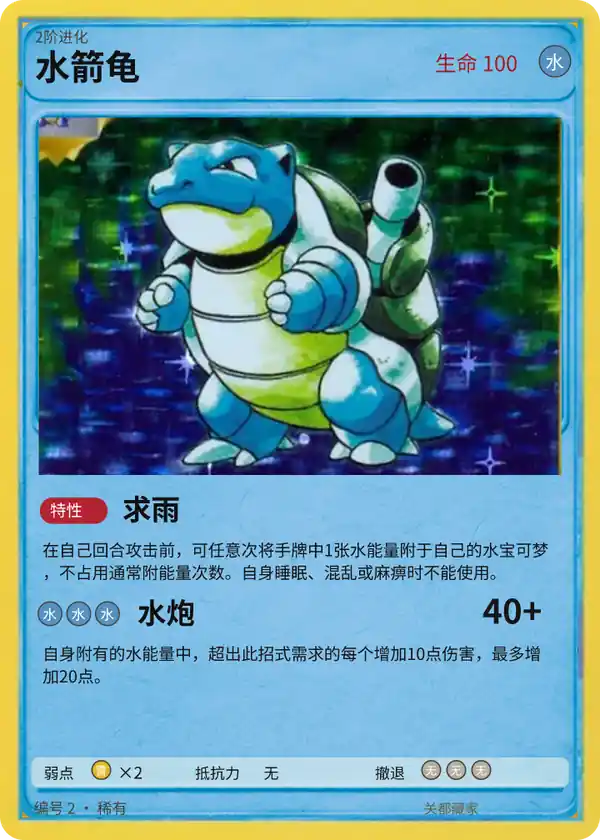 2阶进化
水箭龟
生命 100
水
特性 求雨
在自己回合攻击前，可任意次将手牌中1张水能量附于自己的水宝可梦
，不占用通常附能量次数。自身睡眠、混乱或麻痹时不能使用。
水 水 水 水炮 40+
自身附有的水能量中，超出此招式需求的每个增加10点伤害，最多增
加20点。
弱点 ×2 抵抗力 无 撤退 无 无 无
编号 2 · 稀有
关都藏家